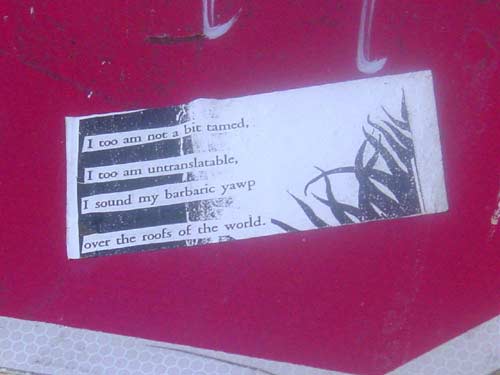 I too am not a bit tamed,
I too am untranslatable,
I sound my barbaric yawp
over the roofs of the world.